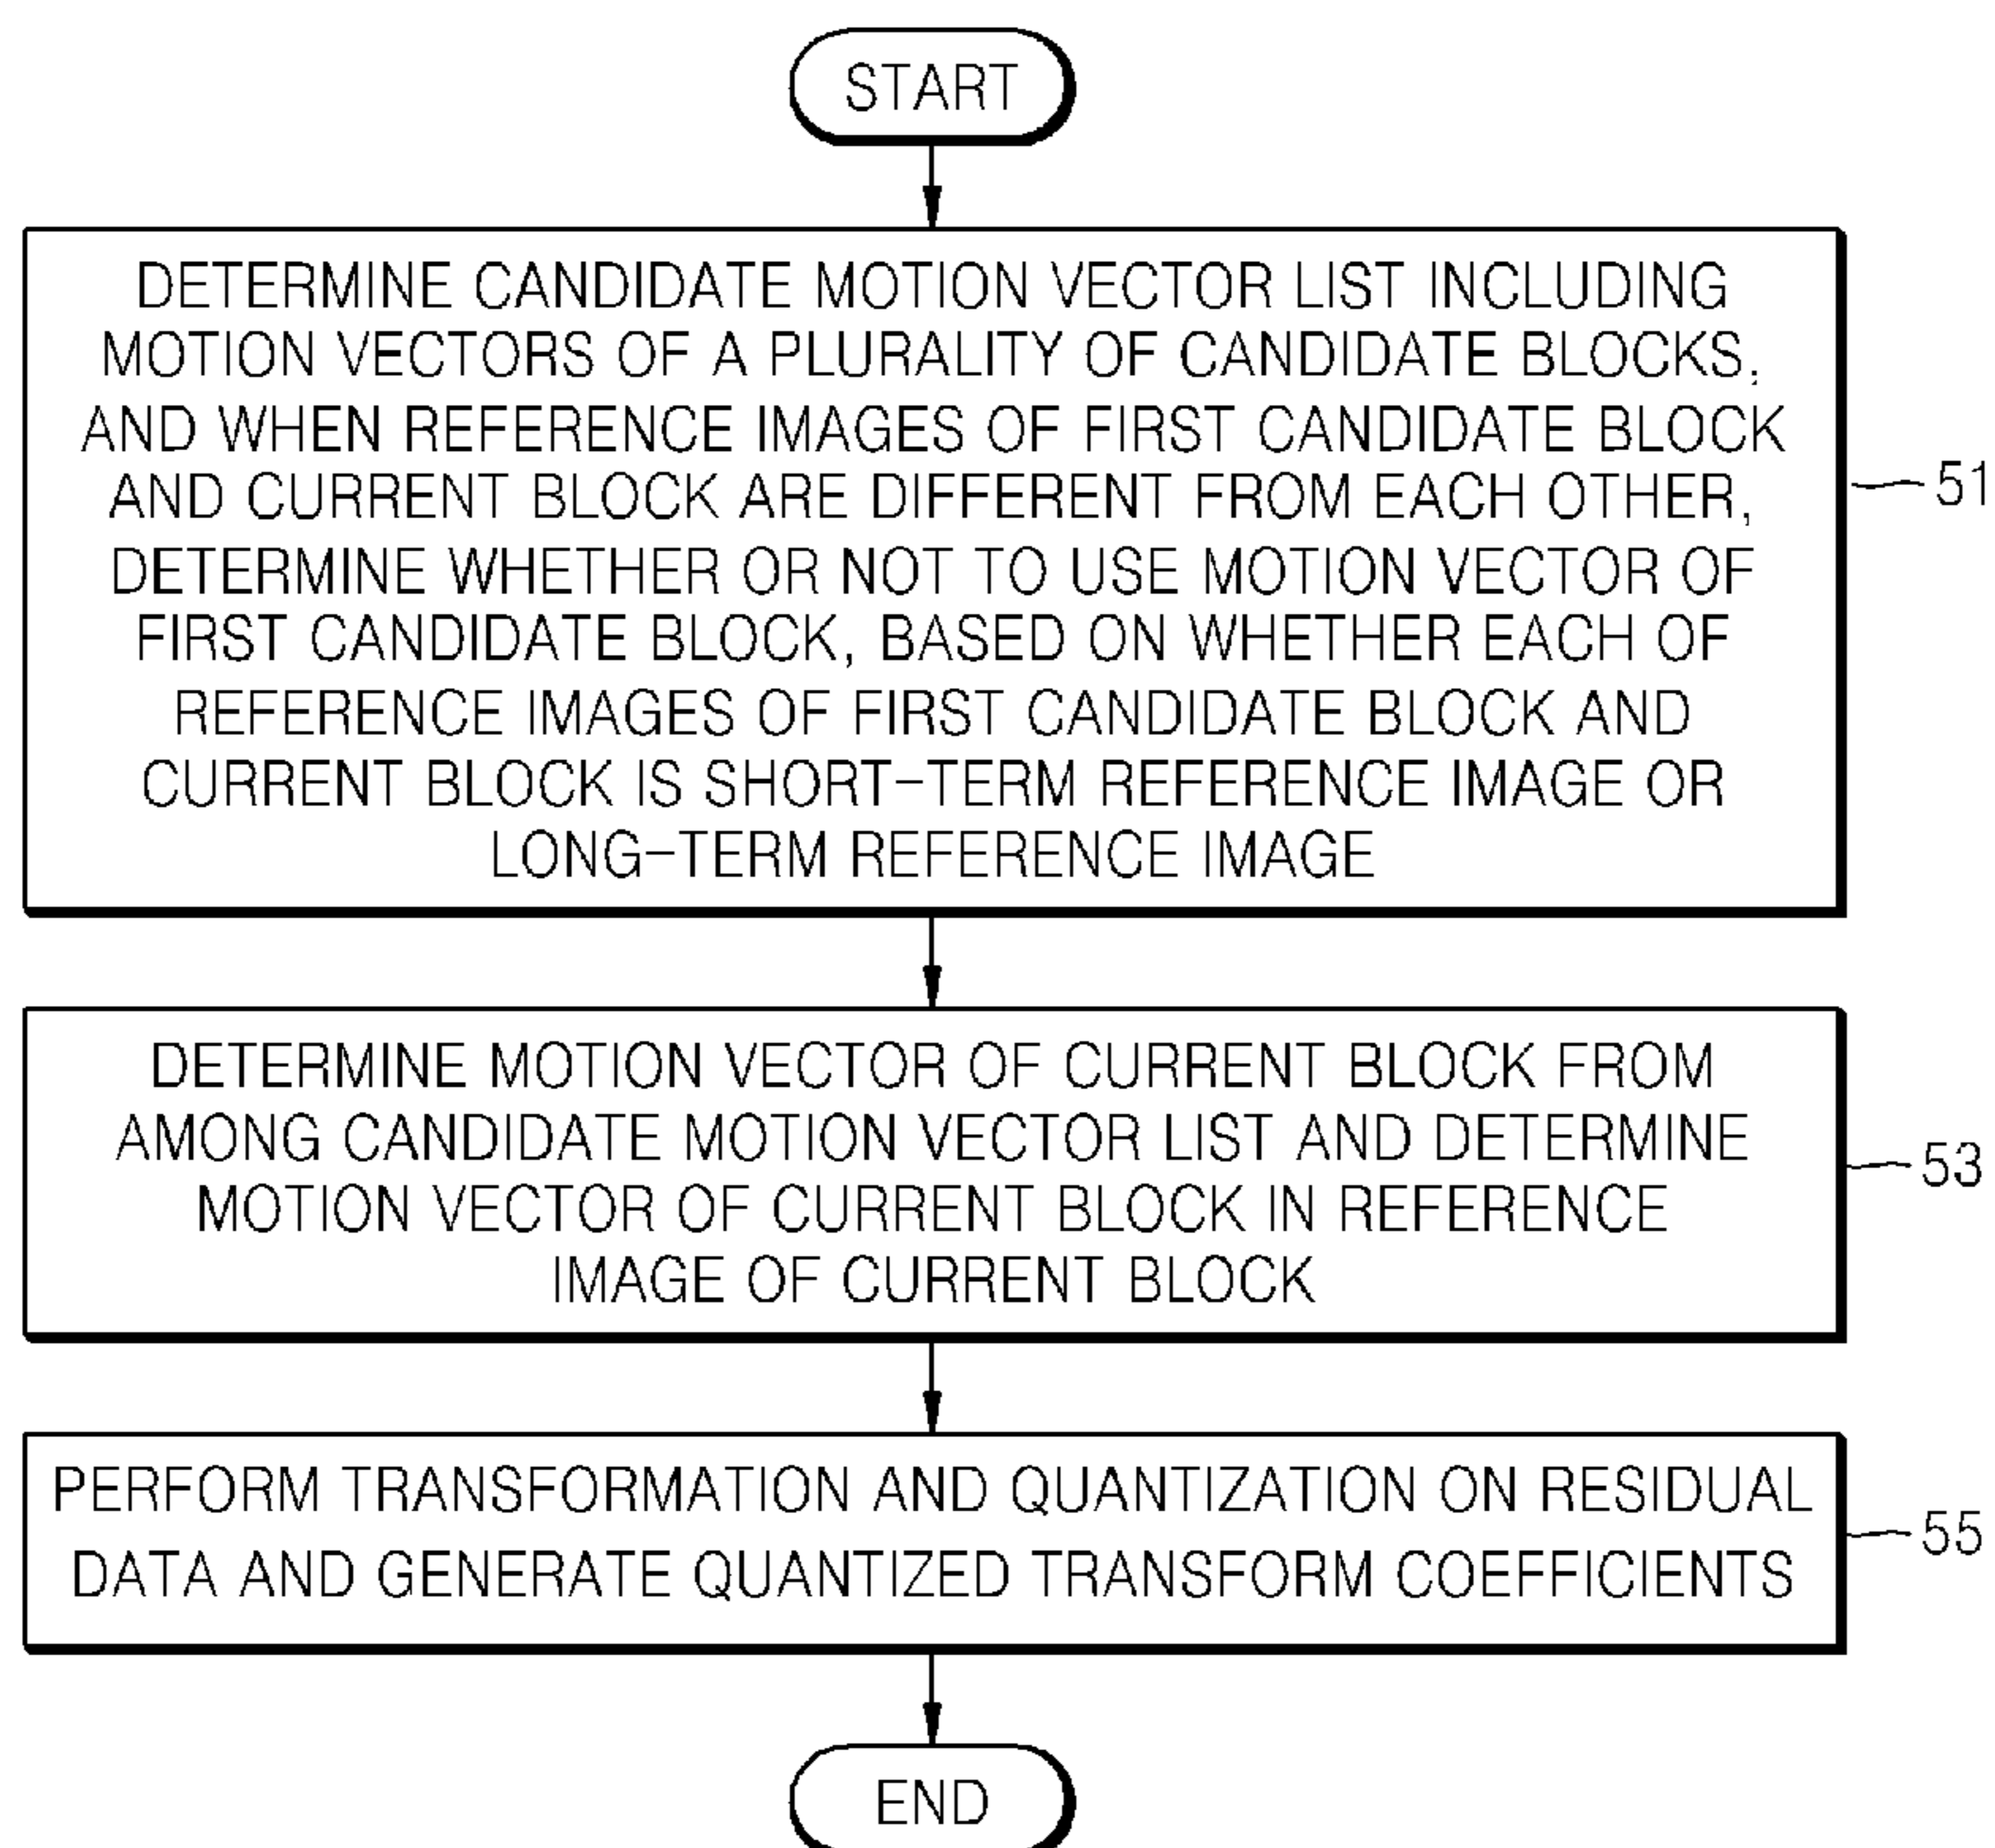 START
DETERMINE CANDIDATE MOTION VECTOR LIST INCLUDING
MOTION VECTORS OF A PLURALITY OF CANDIDATE BLOCKS,
AND WHEN REFERENCE IMAGES OF FIRST CANDIDATE BLOCK
AND CURRENT BLOCK ARE DIFFERENT FROM EACH OTHER,
DETERMINE WHETHER OR NOT TO USE MOTION VECTOR OF
FIRST CANDIDATE BLOCK, BASED ON WHETHER EACH OF
REFERENCE IMAGES OF FIRST CANDIDATE BLOCK AND
CURRENT BLOCK IS SHORT-TERM REFERENCE IMAGE OR
LONG-TERM REFERENCE IMAGE
51
DETERMINE MOTION VECTOR OF CURRENT BLOCK FROM
AMONG CANDIDATE MOTION VECTOR LIST AND DETERMINE
MOTION VECTOR OF CURRENT BLOCK IN REFERENCE
IMAGE OF CURRENT BLOCK
53
PERFORM TRANSFORMATION AND QUANTIZATION ON RESIDUAL
DATA AND GENERATE QUANTIZED TRANSFORM COEFFICIENTS
55
END